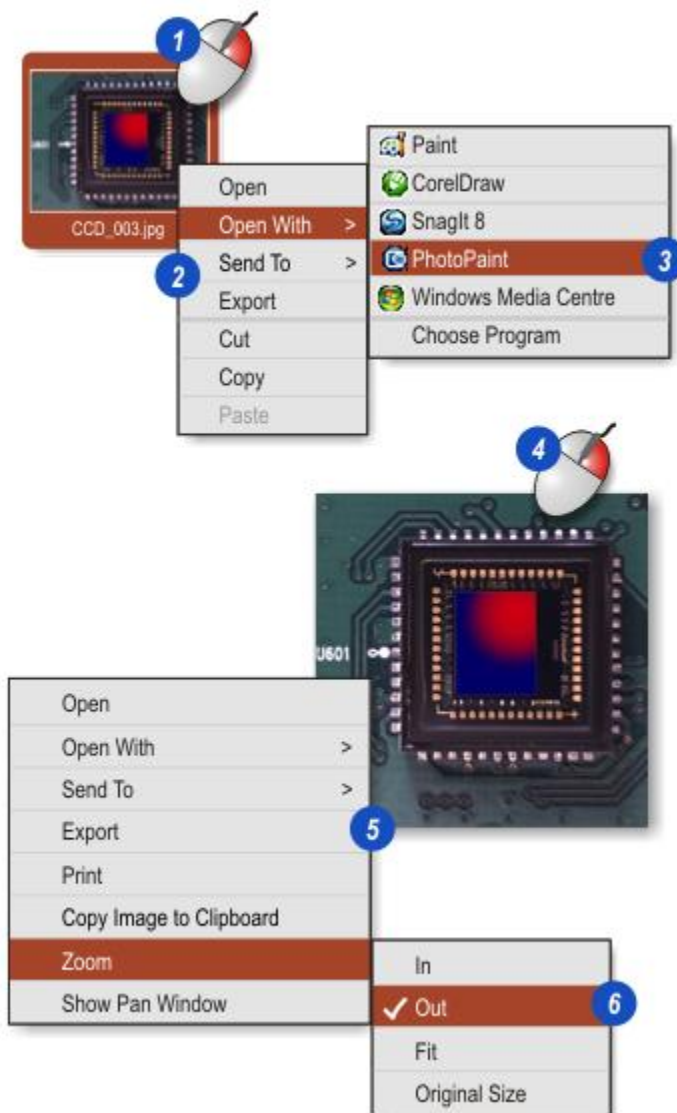 1
CCD_003.jpg
2
Open
Open With >
Send To >
Export
Cut
Copy
Paste
Paint
CorelDraw
SnagIt 8
PhotoPaint
3
Windows Media Centre
Choose Program
4
U601
Open
Open With >
Send To >
Export
5
Print
Copy Image to Clipboard
Zoom
Show Pan Window
In
Out
6
Fit
Original Size